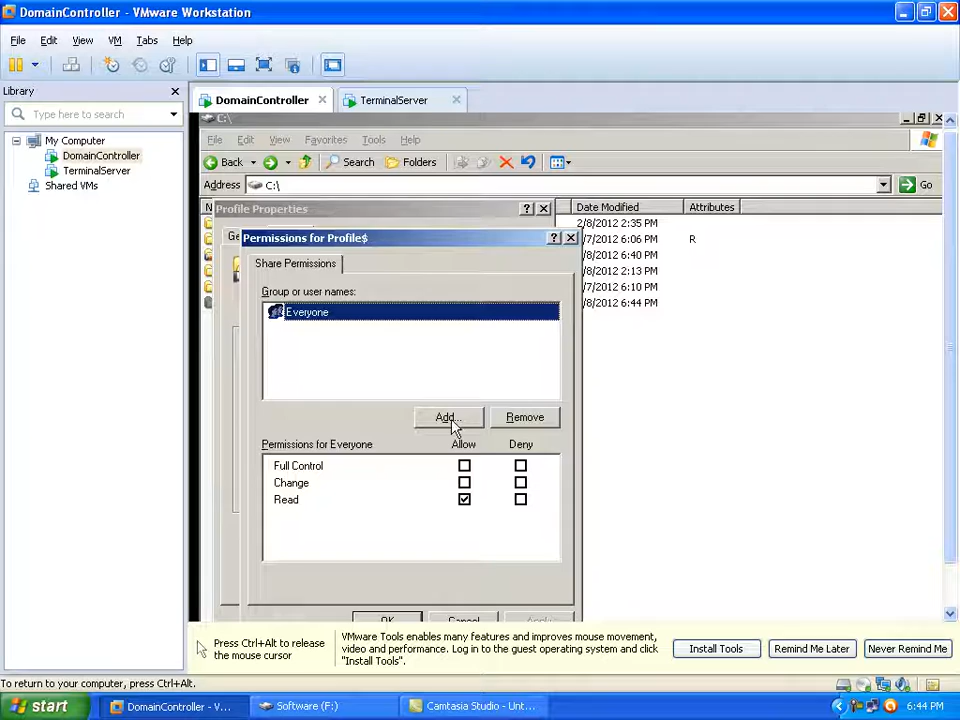 DomainController - VMware Workstation
File Edit View VM Tabs Help
Library
Type here to search
My Computer
DomainController
TerminalServer
Shared VMs
DomainController
TerminalServer
C:\
File Edit View Favorites Tools Help
Back Search Folders
Address C:\ Go
Profile Properties
Date Modified Attributes
2/8/2012 2:35 PM
/7/2012 6:06 PM R
/8/2012 6:40 PM
/8/2012 2:13 PM
/7/2012 6:10 PM
/8/2012 6:44 PM
Permissions for Profile$
Share Permissions
Group or user names:
Everyone
Add... Remove
Permissions for Everyone Allow Deny
Full Control
Change
Read
OK Cancel Apply
Press Ctrl+Alt to release
the mouse cursor
VMware Tools enables many features and improves mouse movement,
video and performance. Log in to the guest operating system and click
"Install Tools".
Install Tools Remind Me Later Never Remind Me
To return to your computer, press Ctrl+Alt.
start DomainController - V... Software (F:) Camtasia Studio - Unt... 6:44 PM